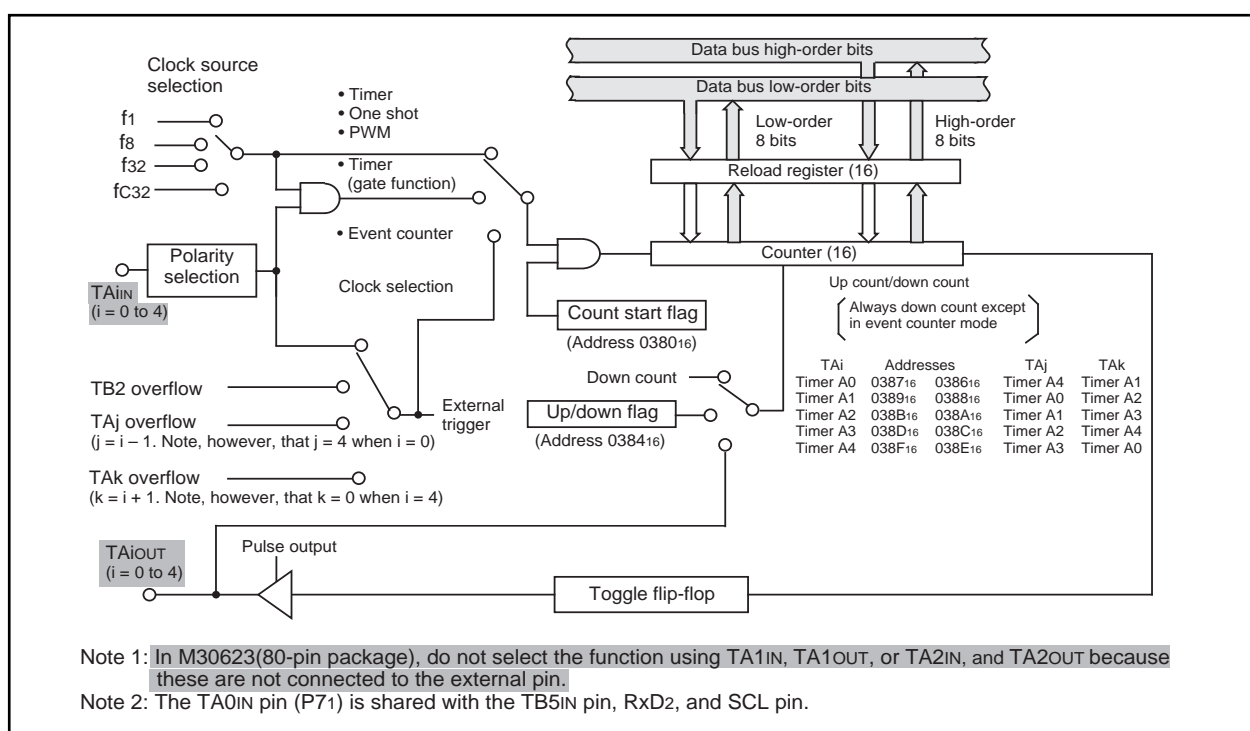 Data bus high-order bits
Data bus low-order bits
Clock source
selection
• Timer
• One shot
• PWM
f1
f8
f32
fC32
Low-order
8 bits
High-order
8 bits
• Timer
(gate function)
Reload register (16)
• Event counter
Counter (16)
Polarity
selection
Clock selection
Up count/down count
TAiIN
(i = 0 to 4)
Always down count except
in event counter mode
Count start flag
(Address 038016)
TAi Addresses TAj TAk
Timer A0 038716 038616 Timer A4 Timer A1
Timer A1 038916 038816 Timer A0 Timer A2
Timer A2 038B16 038A16 Timer A1 Timer A3
Timer A3 038D16 038C16 Timer A2 Timer A4
Timer A4 038F16 038E16 Timer A3 Timer A0
Down count
TB2 overflow
External
trigger
Up/down flag
(Address 038416)
TAj overflow
(j = i – 1. Note, however, that j = 4 when i = 0)
TAk overflow
(k = i + 1. Note, however, that k = 0 when i = 4)
TAiOUT
(i = 0 to 4)
Pulse output
Toggle flip-flop
Note 1: In M30623(80-pin package), do not select the function using TA1IN, TA1OUT, or TA2IN, and TA2OUT because
these are not connected to the external pin.
Note 2: The TA0IN pin (P71) is shared with the TB5IN pin, RxD2, and SCL pin.